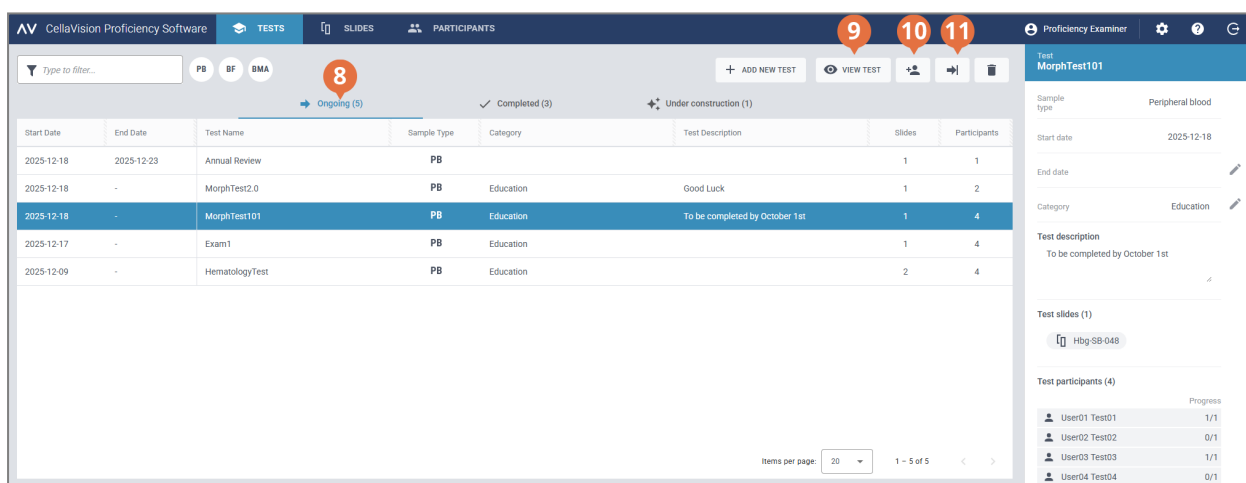 CellaVision Proficiency Software TESTS SLIDES PARTICIPANTS 9 10 11 Proficiency Examiner
Type to filter... PB BF BMA 8 + ADD NEW TEST VIEW TEST
Ongoing (5) Completed (3) Under construction (1)
Start Date End Date Test Name Sample Type Category Test Description Slides Participants
2025-12-18 2025-12-23 Annual Review PB 1 1
2025-12-18 - MorphTest2.0 PB Education Good Luck 1 2
2025-12-18 - MorphTest101 PB Education To be completed by October 1st 1 4
2025-12-17 - Exam1 PB Education 1 4
2025-12-09 - HematologyTest PB Education 2 4
Items per page: 20 1 – 5 of 5
Test
MorphTest101
Sample
type Peripheral blood
Start date 2025-12-18
End date
Category Education
Test description
To be completed by October 1st
Test slides (1)
Hbg-SB-048
Test participants (4)
Progress
User01 Test01 1/1
User02 Test02 0/1
User03 Test03 1/1
User04 Test04 0/1